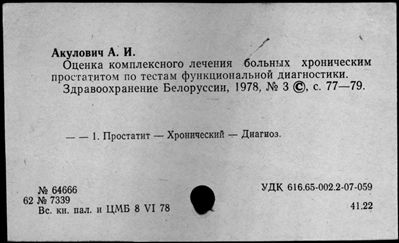 Акулович А. И.
Оценка комплексного лечения больных хроническим
простатитом по тестам функциональной диагностики.
Здравоохранение Белоруссии, 1978, № 3 ©, с. 77—79.
— — 1. Простатит — Хронический — Диагноз.
№ 64666
62 № 7339
Вс. кн. пал. и ЦМБ 8 VI 78
УДК 616.65-002.2-07-059
41.22